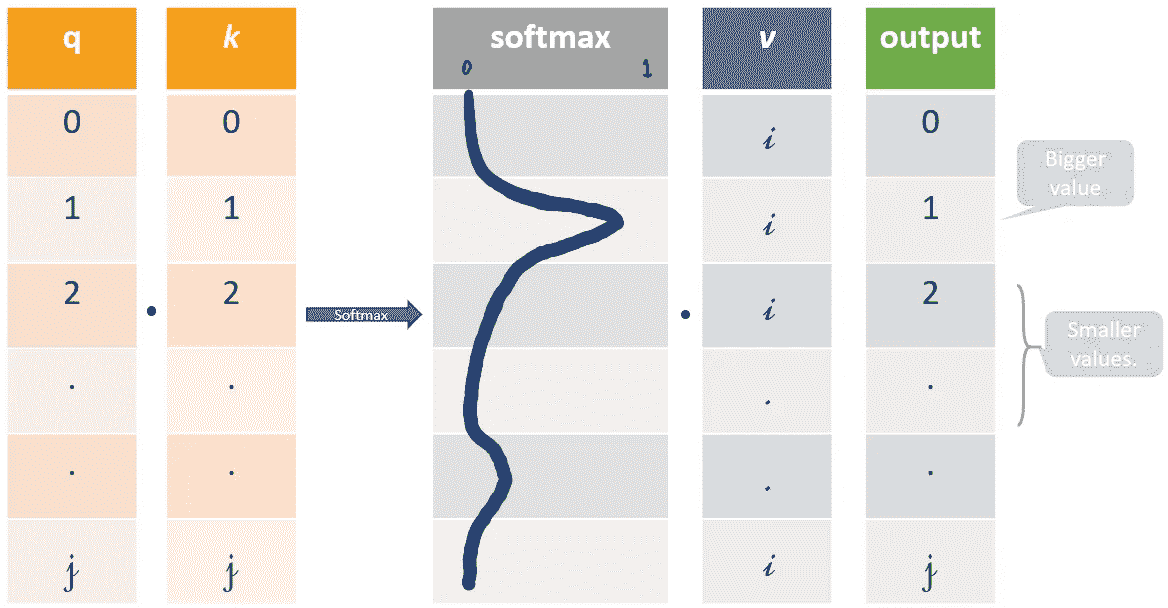 q k softmax v output
0 1
0 0 i 0
Bigger
value
1 1 i 1
2 2 i 2
• •
Softmax
Smaller
values.
. . . .
. . . .
j j i j